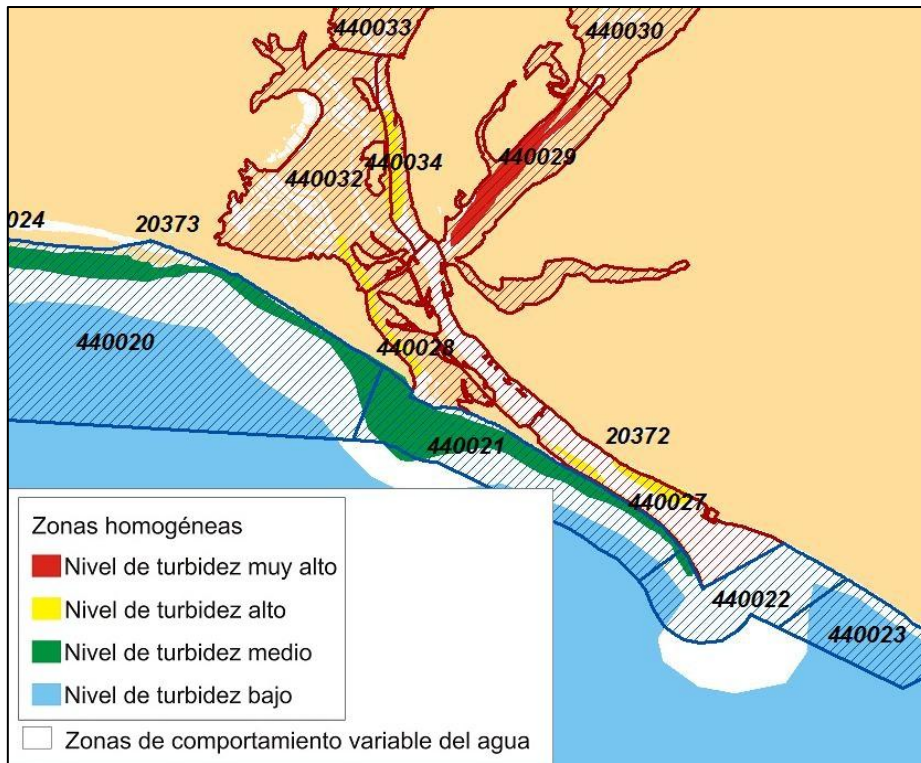 440033
440030
440029
440034
440032
024
20373
440020
440028
440021
20372
440027
440022
440023
Zonas homogéneas
Nivel de turbidez muy alto
Nivel de turbidez alto
Nivel de turbidez medio
Nivel de turbidez bajo
Zonas de comportamiento variable del agua